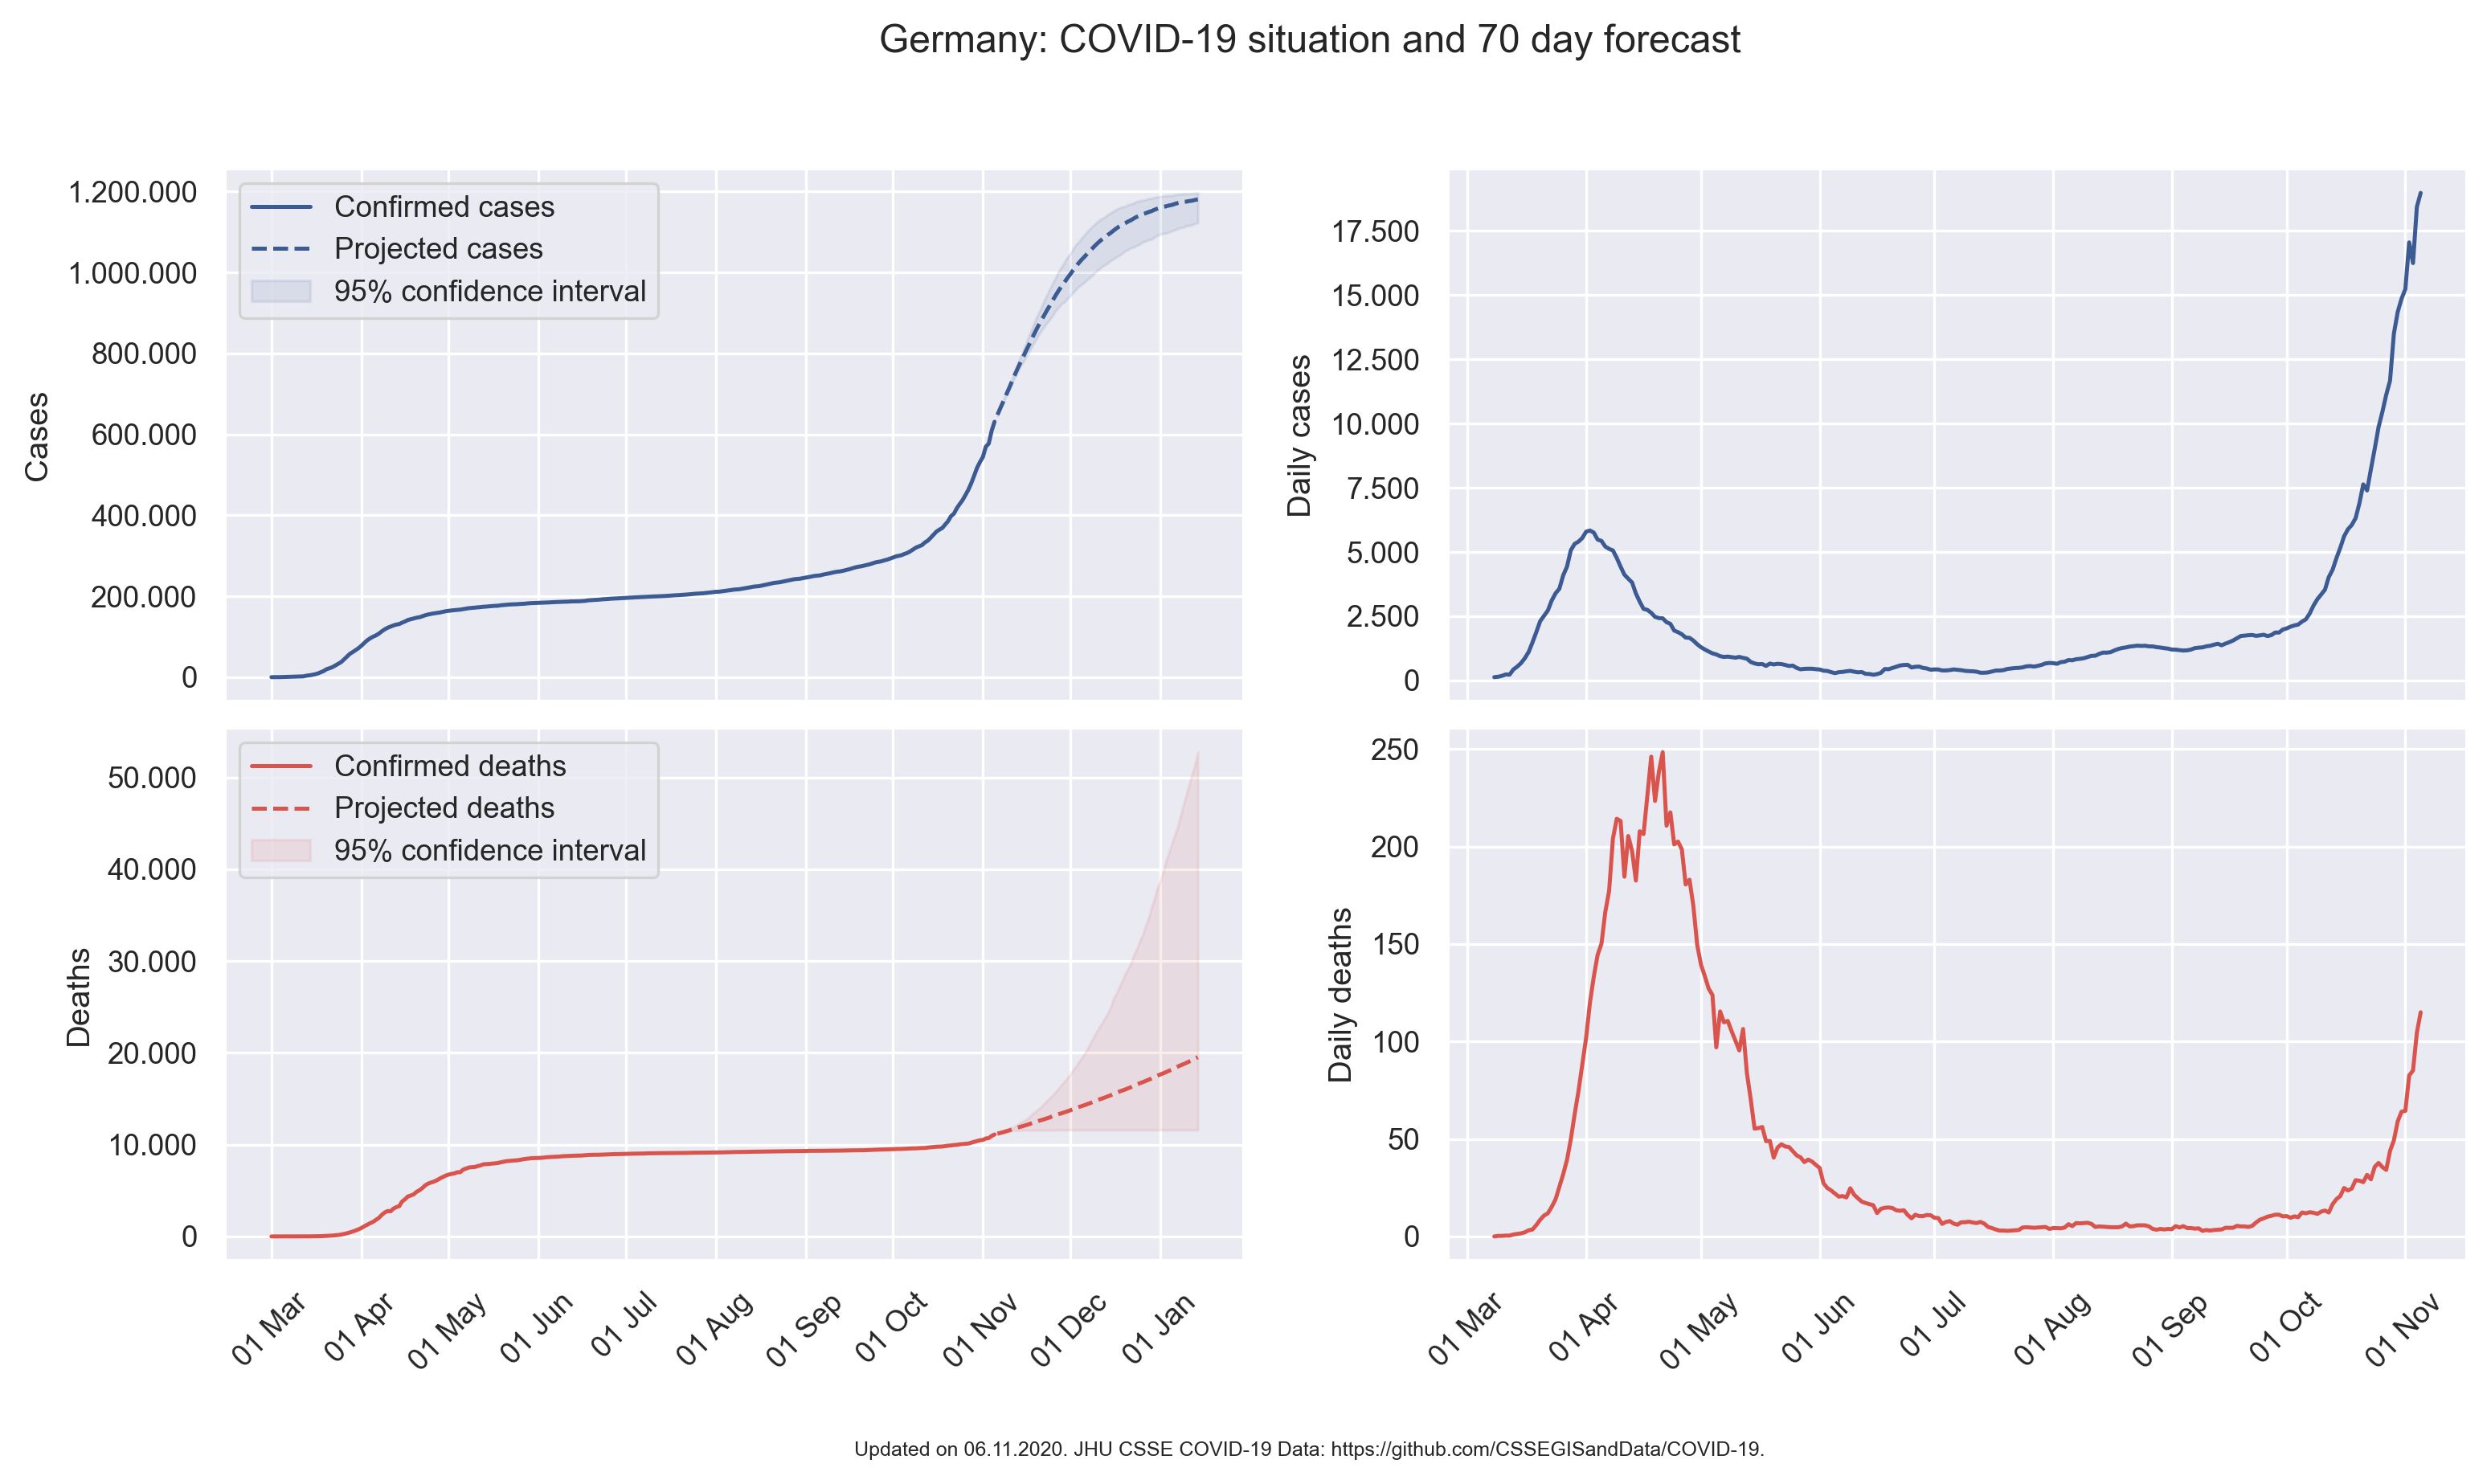 Germany: COVID-19 situation and 70 day forecast
1.200.000
1.000.000
800.000
600.000
400.000
200.000
0
Cases
Confirmed cases
Projected cases
95% confidence interval
17.500
15.000
12.500
10.000
7.500
5.000
2.500
0
Daily cases
50.000
40.000
30.000
20.000
10.000
0
Deaths
Confirmed deaths
Projected deaths
95% confidence interval
01 Mar
01 Apr
01 May
01 Jun
01 Jul
01 Aug
01 Sep
01 Oct
01 Nov
01 Dec
01 Jan
250
200
150
100
50
0
Daily deaths
01 Mar
01 Apr
01 May
01 Jun
01 Jul
01 Aug
01 Sep
01 Oct
01 Nov
Updated on 06.11.2020. JHU CSSE COVID-19 Data: https://github.com/CSSEGISandData/COVID-19.